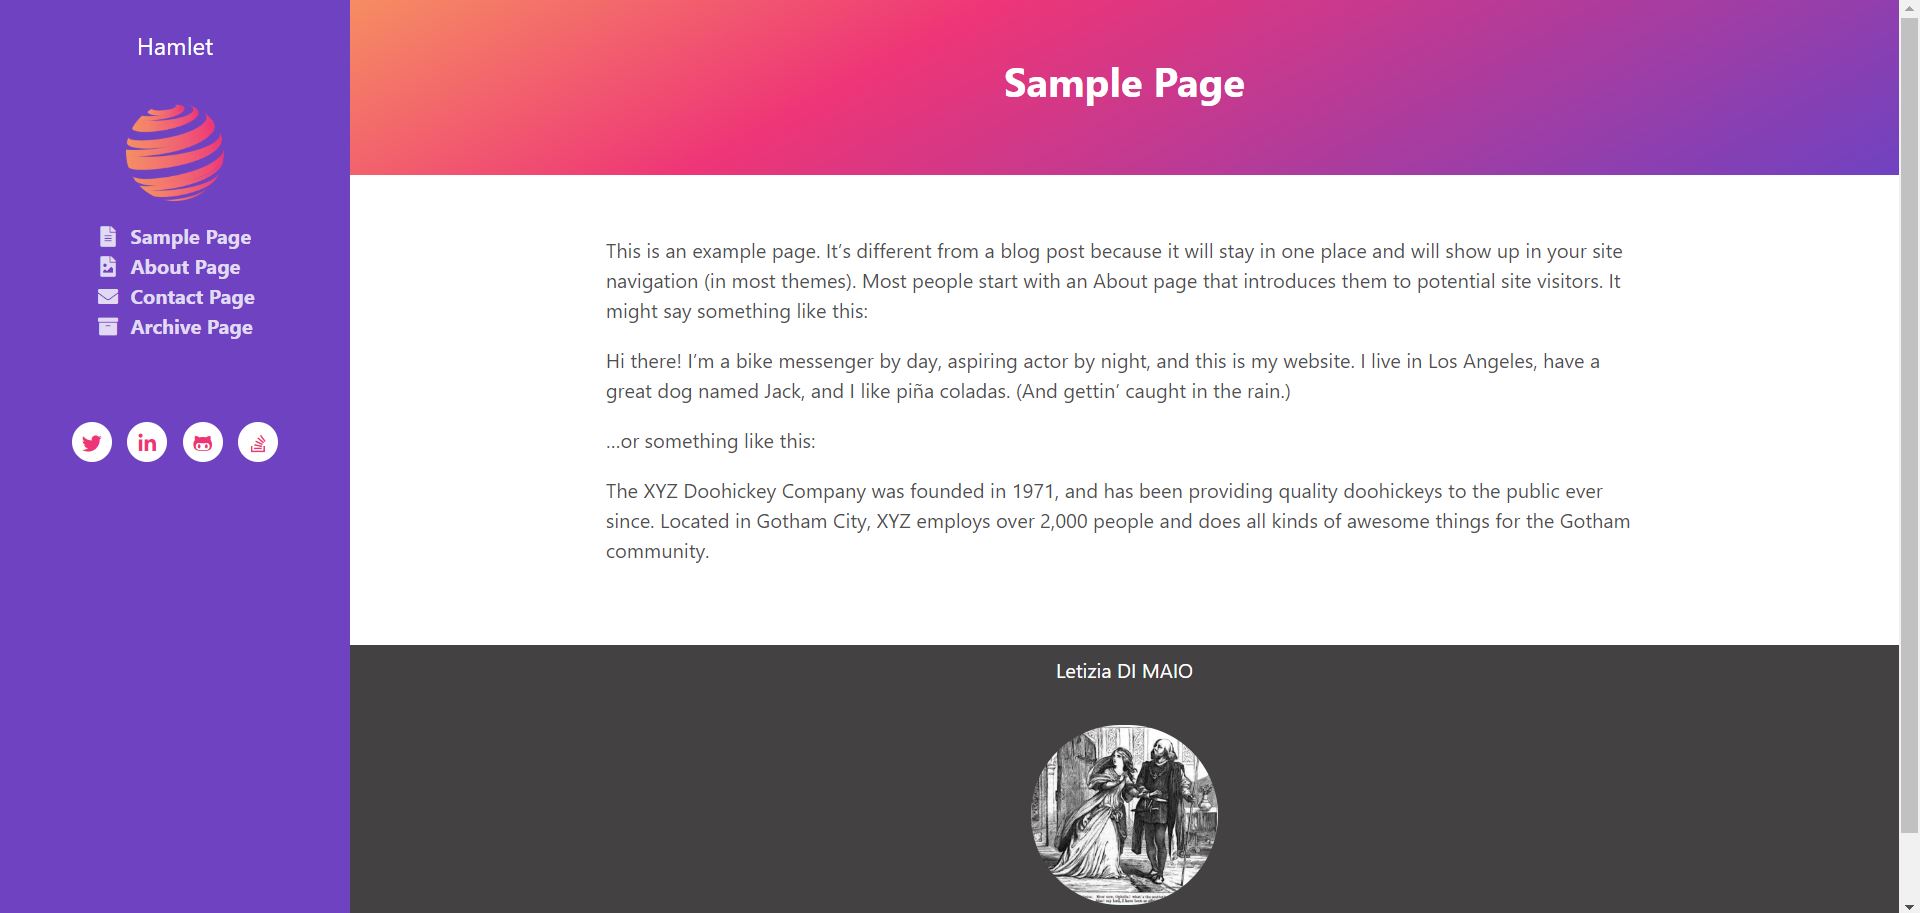 Hamlet
Sample Page
About Page
Contact Page
Archive Page
Sample Page
This is an example page. It’s different from a blog post because it will stay in one place and will show up in your site
navigation (in most themes). Most people start with an About page that introduces them to potential site visitors. It
might say something like this:
Hi there! I’m a bike messenger by day, aspiring actor by night, and this is my website. I live in Los Angeles, have a
great dog named Jack, and I like piña coladas. (And gettin’ caught in the rain.)
…or something like this:
The XYZ Doohickey Company was founded in 1971, and has been providing quality doohickeys to the public ever
since. Located in Gotham City, XYZ employs over 2,000 people and does all kinds of awesome things for the Gotham
community.
Letizia DI MAIO